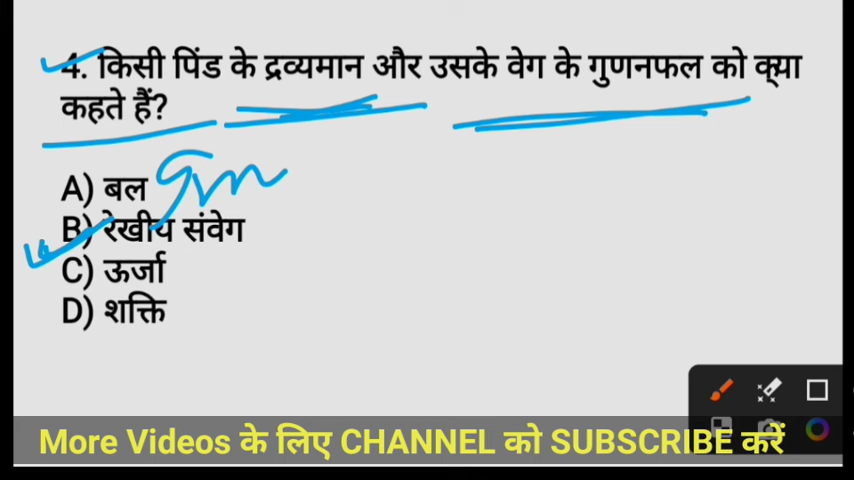 4. किसी पिंड के द्रव्यमान और उसके वेग के गुणनफल को क्या
कहते हैं?
A) बल
B) रेखीय संवेग
C) ऊर्जा
D) शक्ति
More Videos के लिए CHANNEL को SUBSCRIBE करें